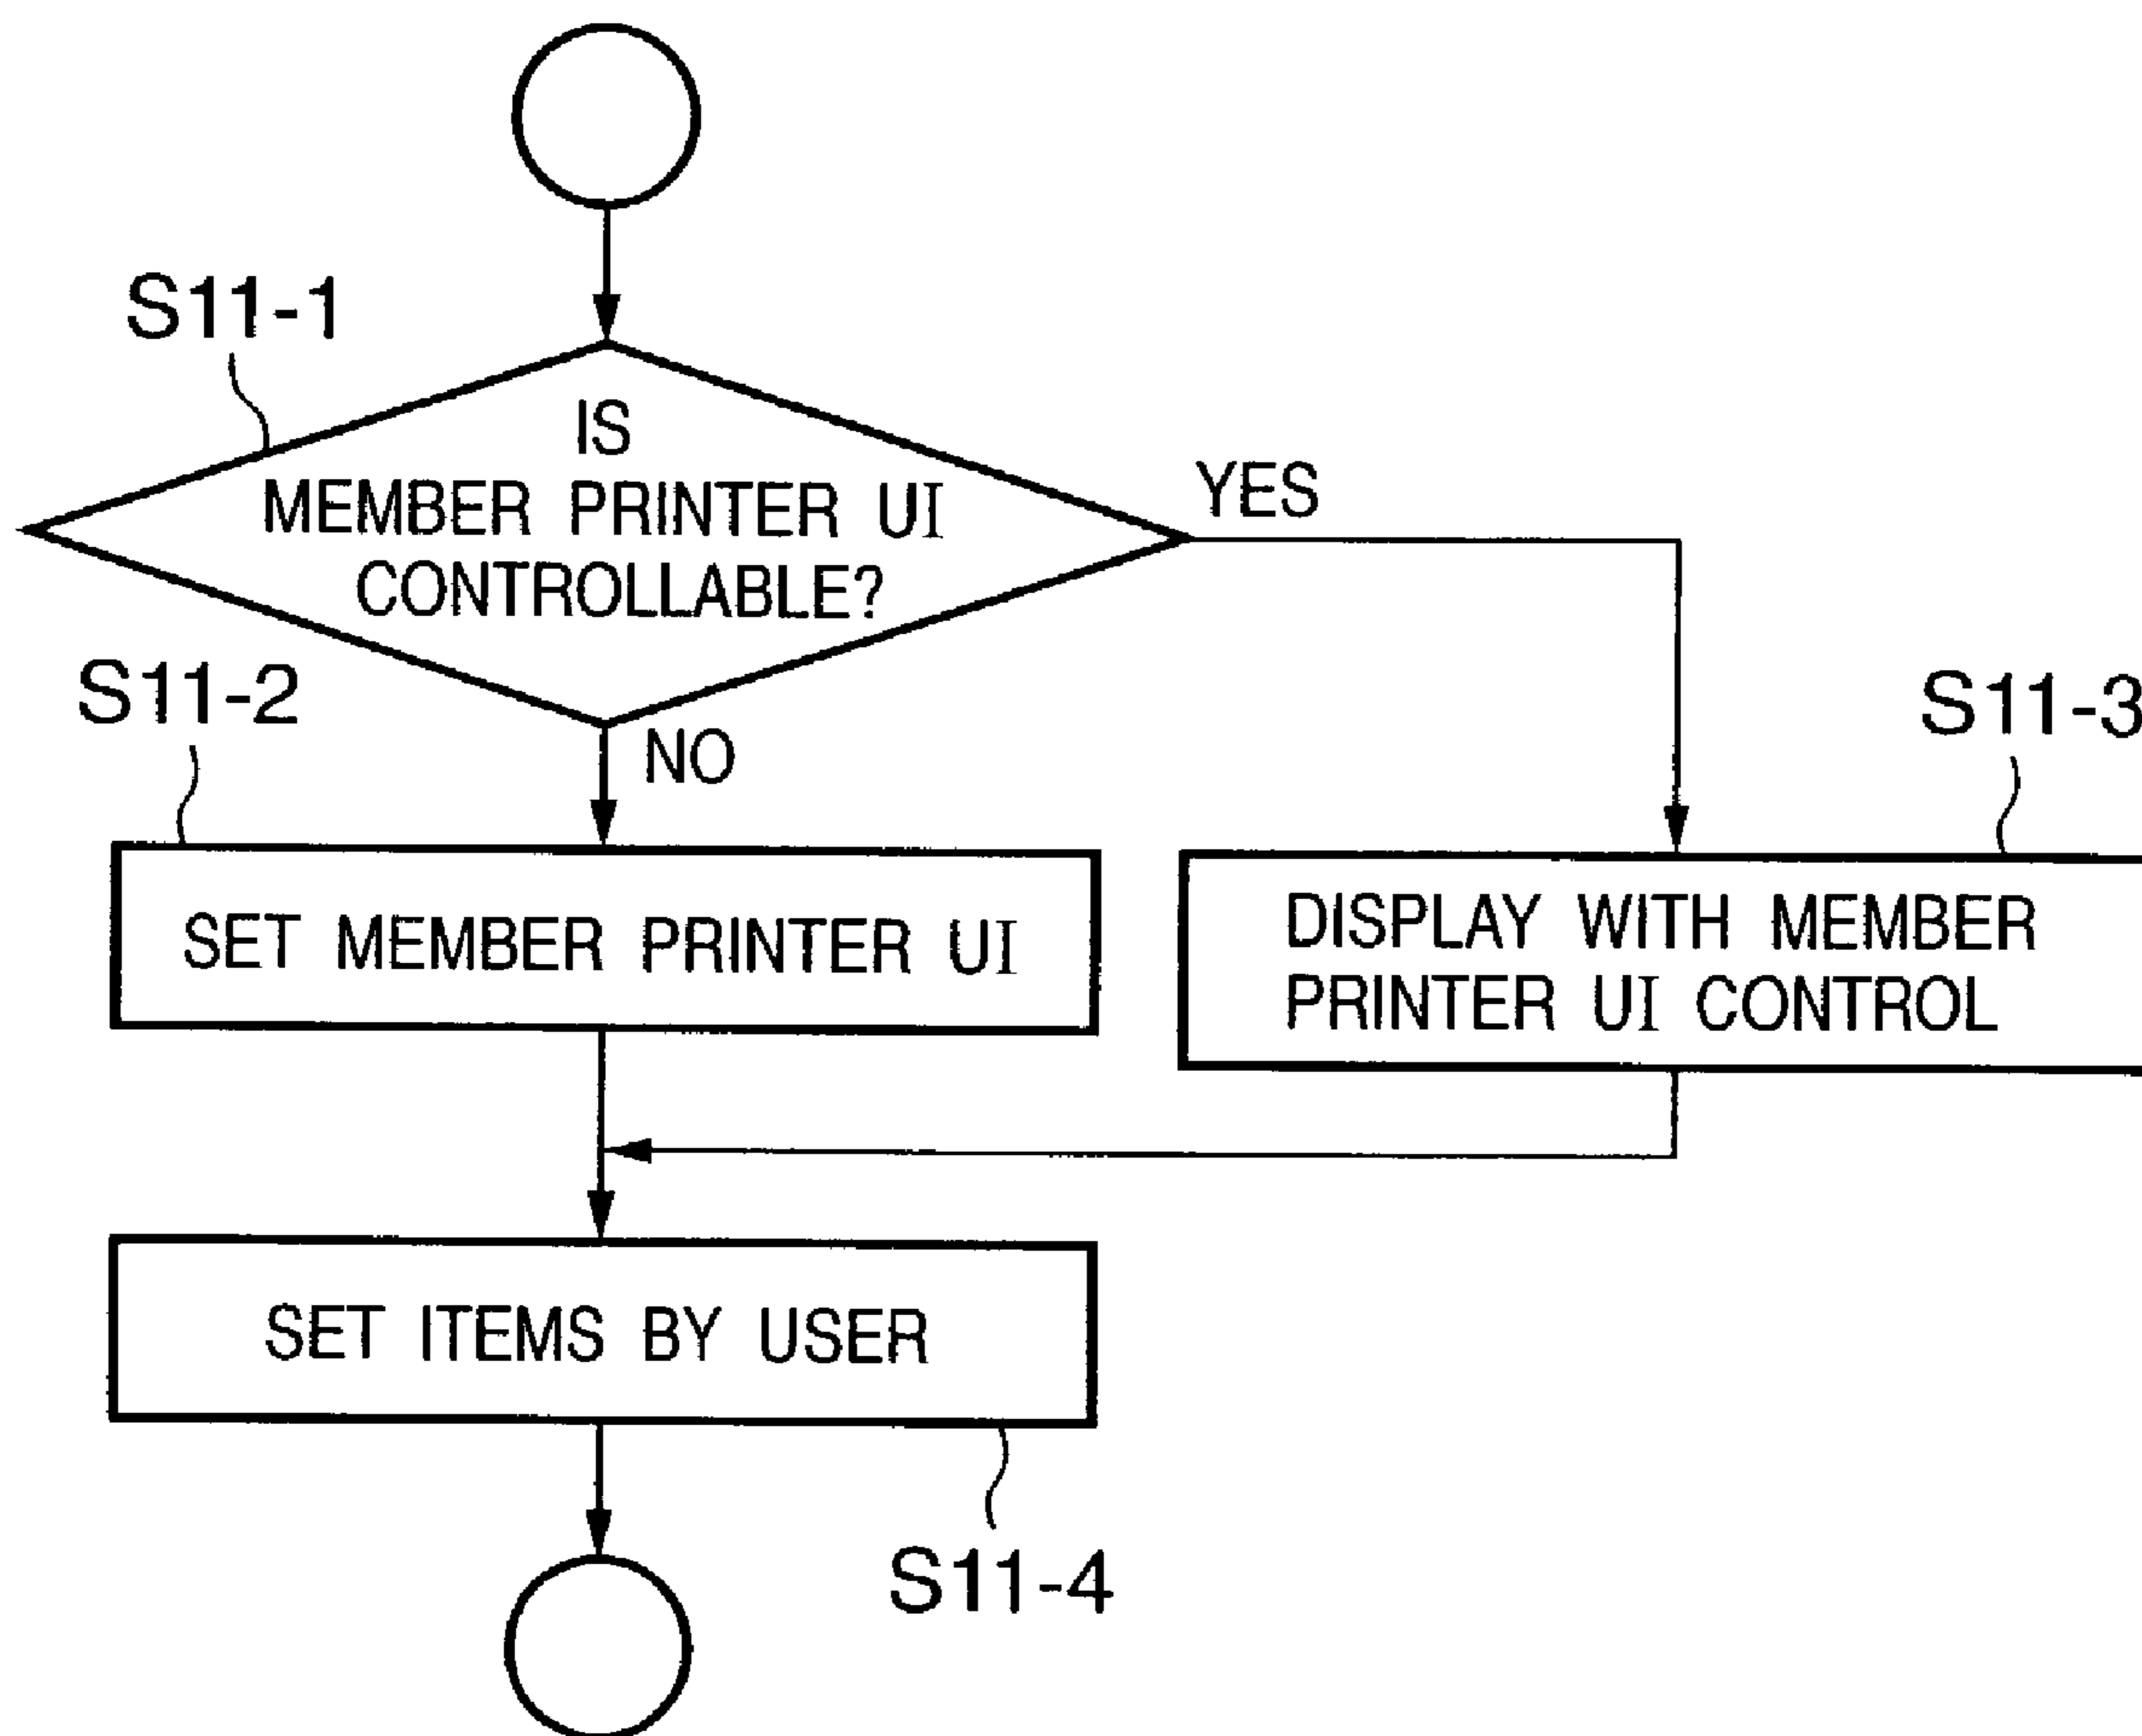 S11-1
IS
MEMBER PRINTER UI
CONTROLLABLE?
YES
S11-2
NO
S11-3
SET MEMBER PRINTER UI
DISPLAY WITH MEMBER
PRINTER UI CONTROL
SET ITEMS BY USER
S11-4